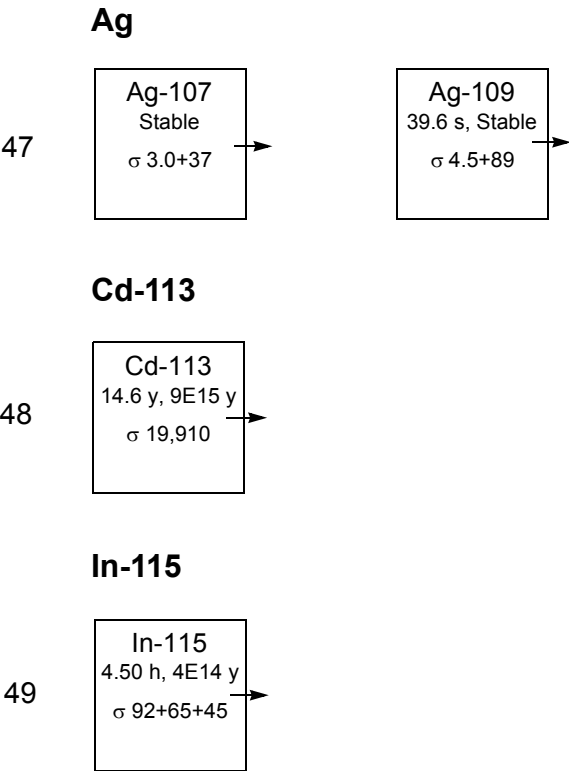 Ag
Ag-107
Stable
σ 3.0+37
Ag-109
39.6 s, Stable
σ 4.5+89
47
Cd-113
Cd-113
14.6 y, 9E15 y
σ 19,910
48
In-115
In-115
4.50 h, 4E14 y
σ 92+65+45
49